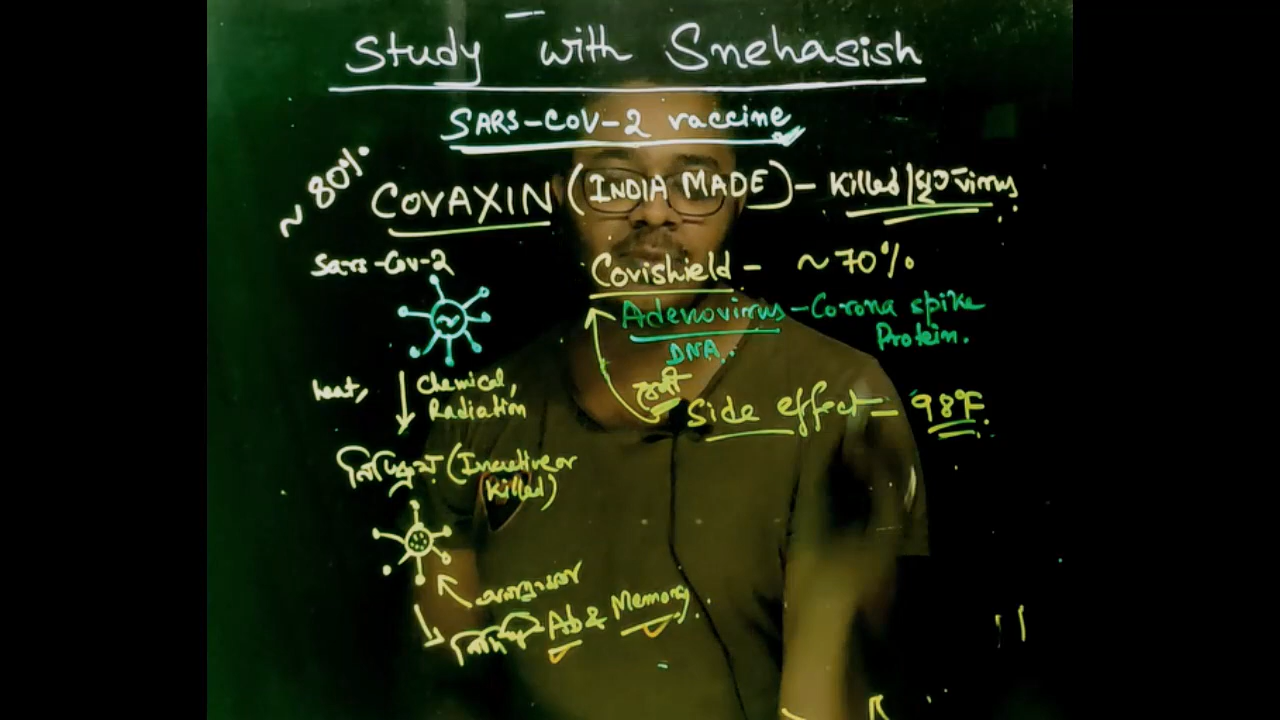 Study with Snehasish
SARS-CoV-2 vaccine
~80%
COVAXIN (INDIA MADE) - Killed/মৃত virus
Sars-Cov-2
Covishield - ~70%
Adenovirus - Corona spike
Protein.
DNA.
heat, Chemical,
Radiation
বেশী
Side effect = 98°F
নিষ্ক্রিয় (Inactive or
Killed)
Ab & Memory